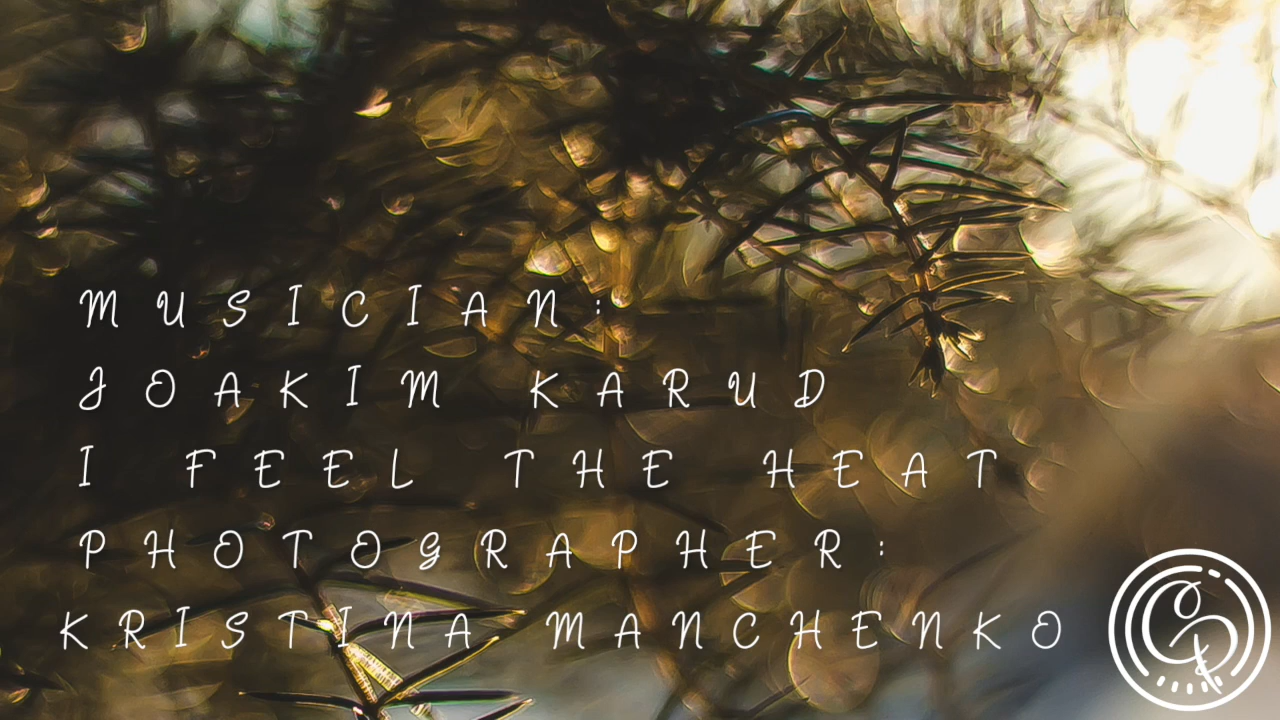 MUSICIAN:
JOAKIM KARUD
I FEEL THE HEAT
PHOTOGRAPHER:
KRISTINA MANCHENKO